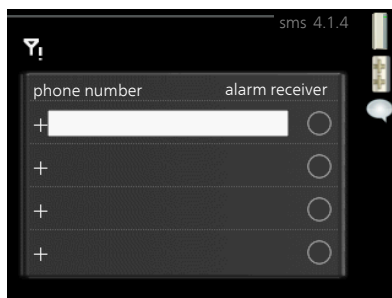 sms 4.1.4
phone number alarm receiver
+
+
+
+